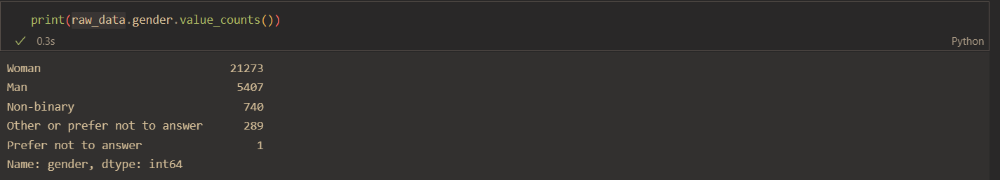 print(raw_data.gender.value_counts())
0.3s Python
Woman 21273
Man 5407
Non-binary 740
Other or prefer not to answer 289
Prefer not to answer 1
Name: gender, dtype: int64